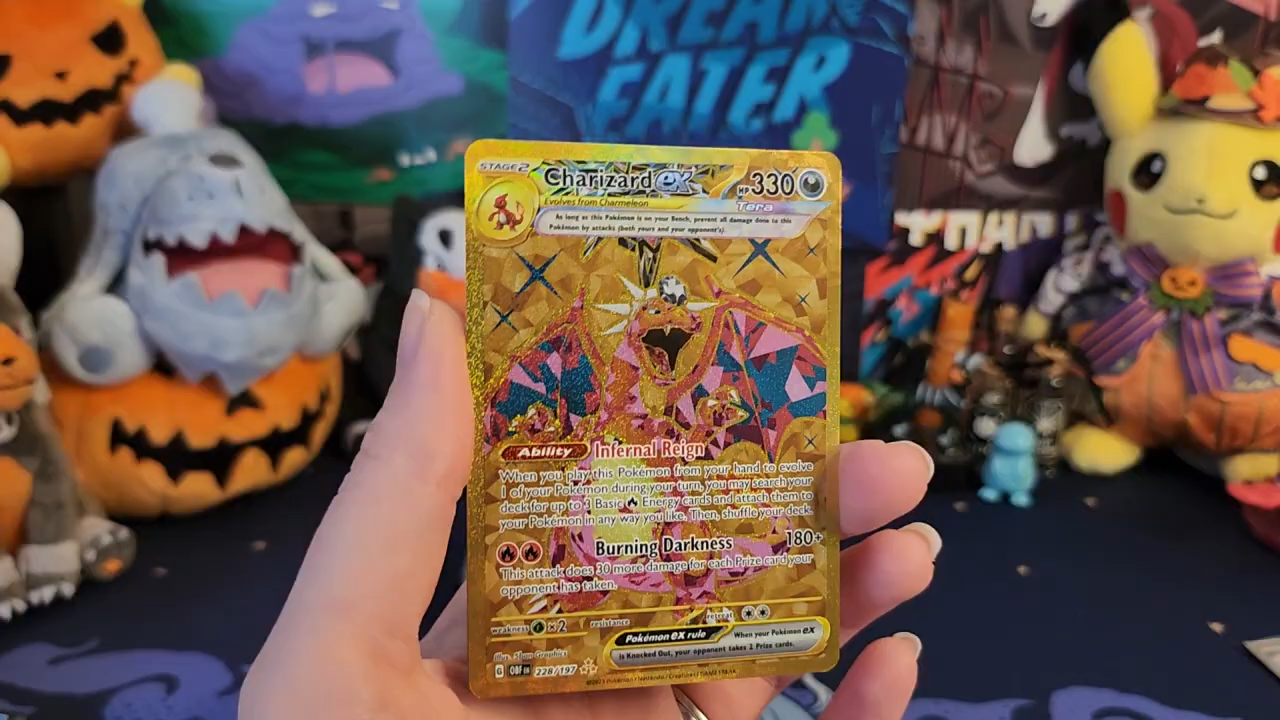 DREAM
EATER
STAGE 2
Charizard ex
HP 330
Evolves from Charmeleon
Tera
As long as this Pokémon is on your Bench, prevent all damage done to this
Pokémon by attacks (both yours and your opponent's).
Ability Infernal Reign
When you play this Pokémon from your hand to evolve
1 of your Pokémon during your turn, you may search your
deck for up to 3 Basic Energy cards and attach them to
your Pokémon in any way you like. Then, shuffle your deck.
Burning Darkness 180+
This attack does 30 more damage for each Prize card your
opponent has taken.
weakness ×2 resistance retreat
Pokémon ex rule When your Pokémon ex
is Knocked Out, your opponent takes 2 Prize cards.
Illus. 5ban Graphics
G OBF EN 228/197
©2023 Pokémon / Nintendo / Creatures / GAME FREAK